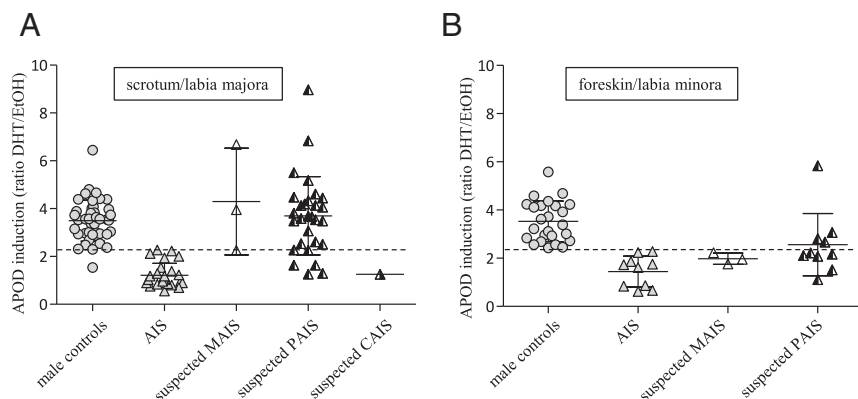 A
B
APOD induction (ratio DHT/EtOH)
10
8
6
4
2
0
scrotum/labia majora
male controls
AIS
suspected MAIS
suspected PAIS
suspected CAIS
APOD induction (ratio DHT/EtOH)
10
8
6
4
2
0
foreskin/labia minora
male controls
AIS
suspected MAIS
suspected PAIS